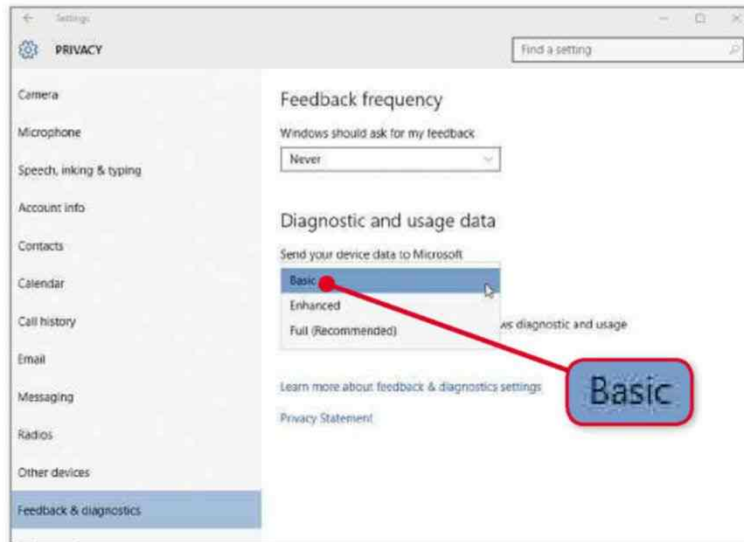 Settings
PRIVACY
Find a setting
Camera
Microphone
Speech, inking & typing
Account info
Contacts
Calendar
Call history
Email
Messaging
Radios
Other devices
Feedback & diagnostics
Feedback frequency
Windows should ask for my feedback
Never
Diagnostic and usage data
Send your device data to Microsoft
Basic
Enhanced
Full (Recommended)
diagnostic and usage
Learn more about feedback & diagnostics settings
Privacy Statement
Basic